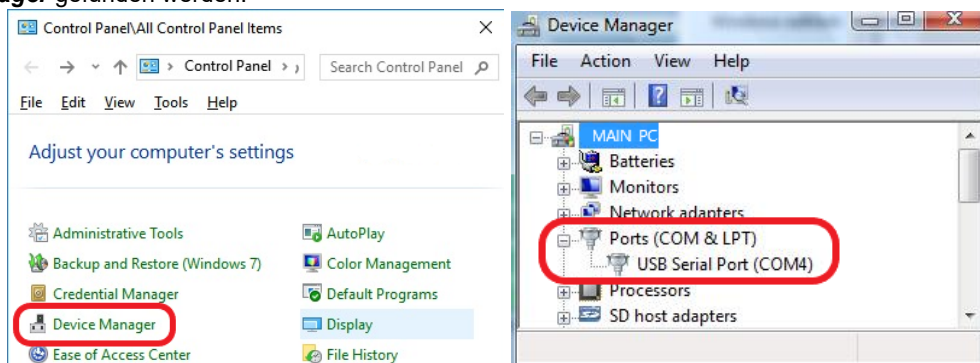 gefunden werden.
Control Panel\All Control Panel Items
Control Panel
Search Control Panel
File Edit View Tools Help
Adjust your computer's settings
Administrative Tools
AutoPlay
Backup and Restore (Windows 7)
Color Management
Credential Manager
Default Programs
Device Manager
Display
Ease of Access Center
File History
Device Manager
File Action View Help
MAIN PC
Batteries
Monitors
Network adapters
Ports (COM & LPT)
USB Serial Port (COM4)
Processors
SD host adapters